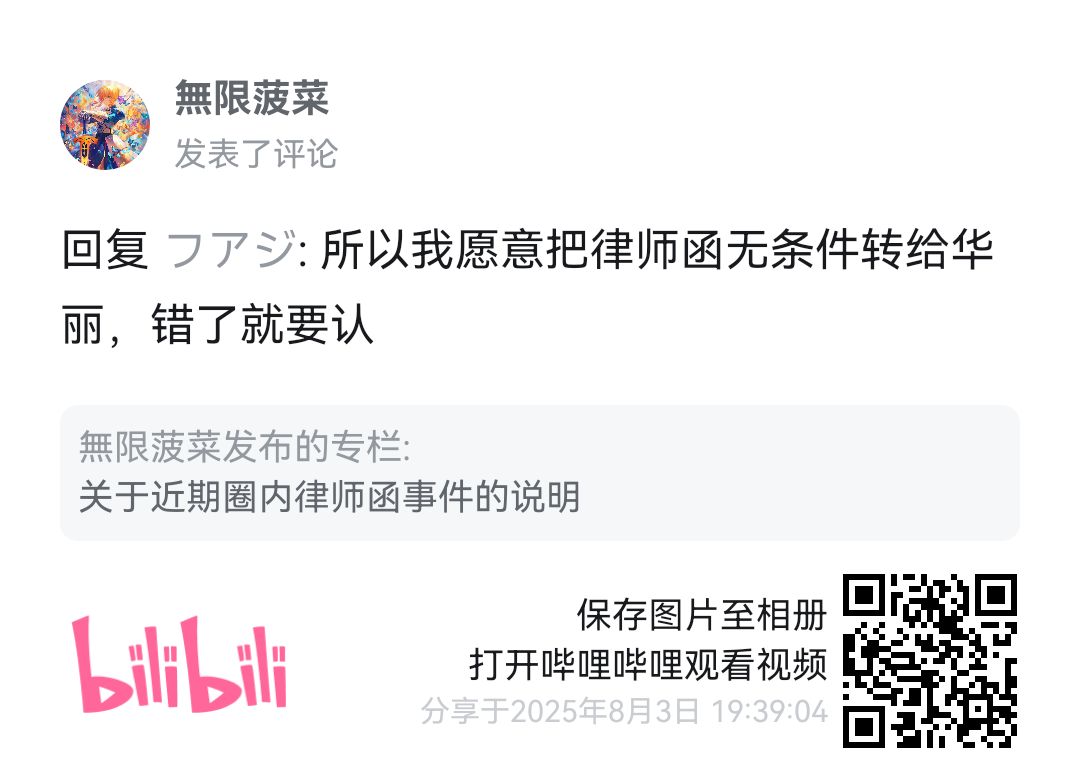 無限菠菜
发表了评论
回复 フアジ: 所以我愿意把律师函无条件转给华
丽，错了就要认
無限菠菜发布的专栏:
关于近期圈内律师函事件的说明
bilibili
保存图片至相册
打开哔哩哔哩观看视频
分享于2025年8月3日 19:39:04